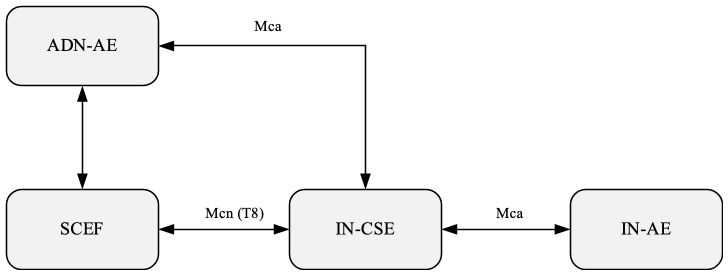 ADN-AE
Mca
SCEF
Mcn (T8)
IN-CSE
Mca
IN-AE